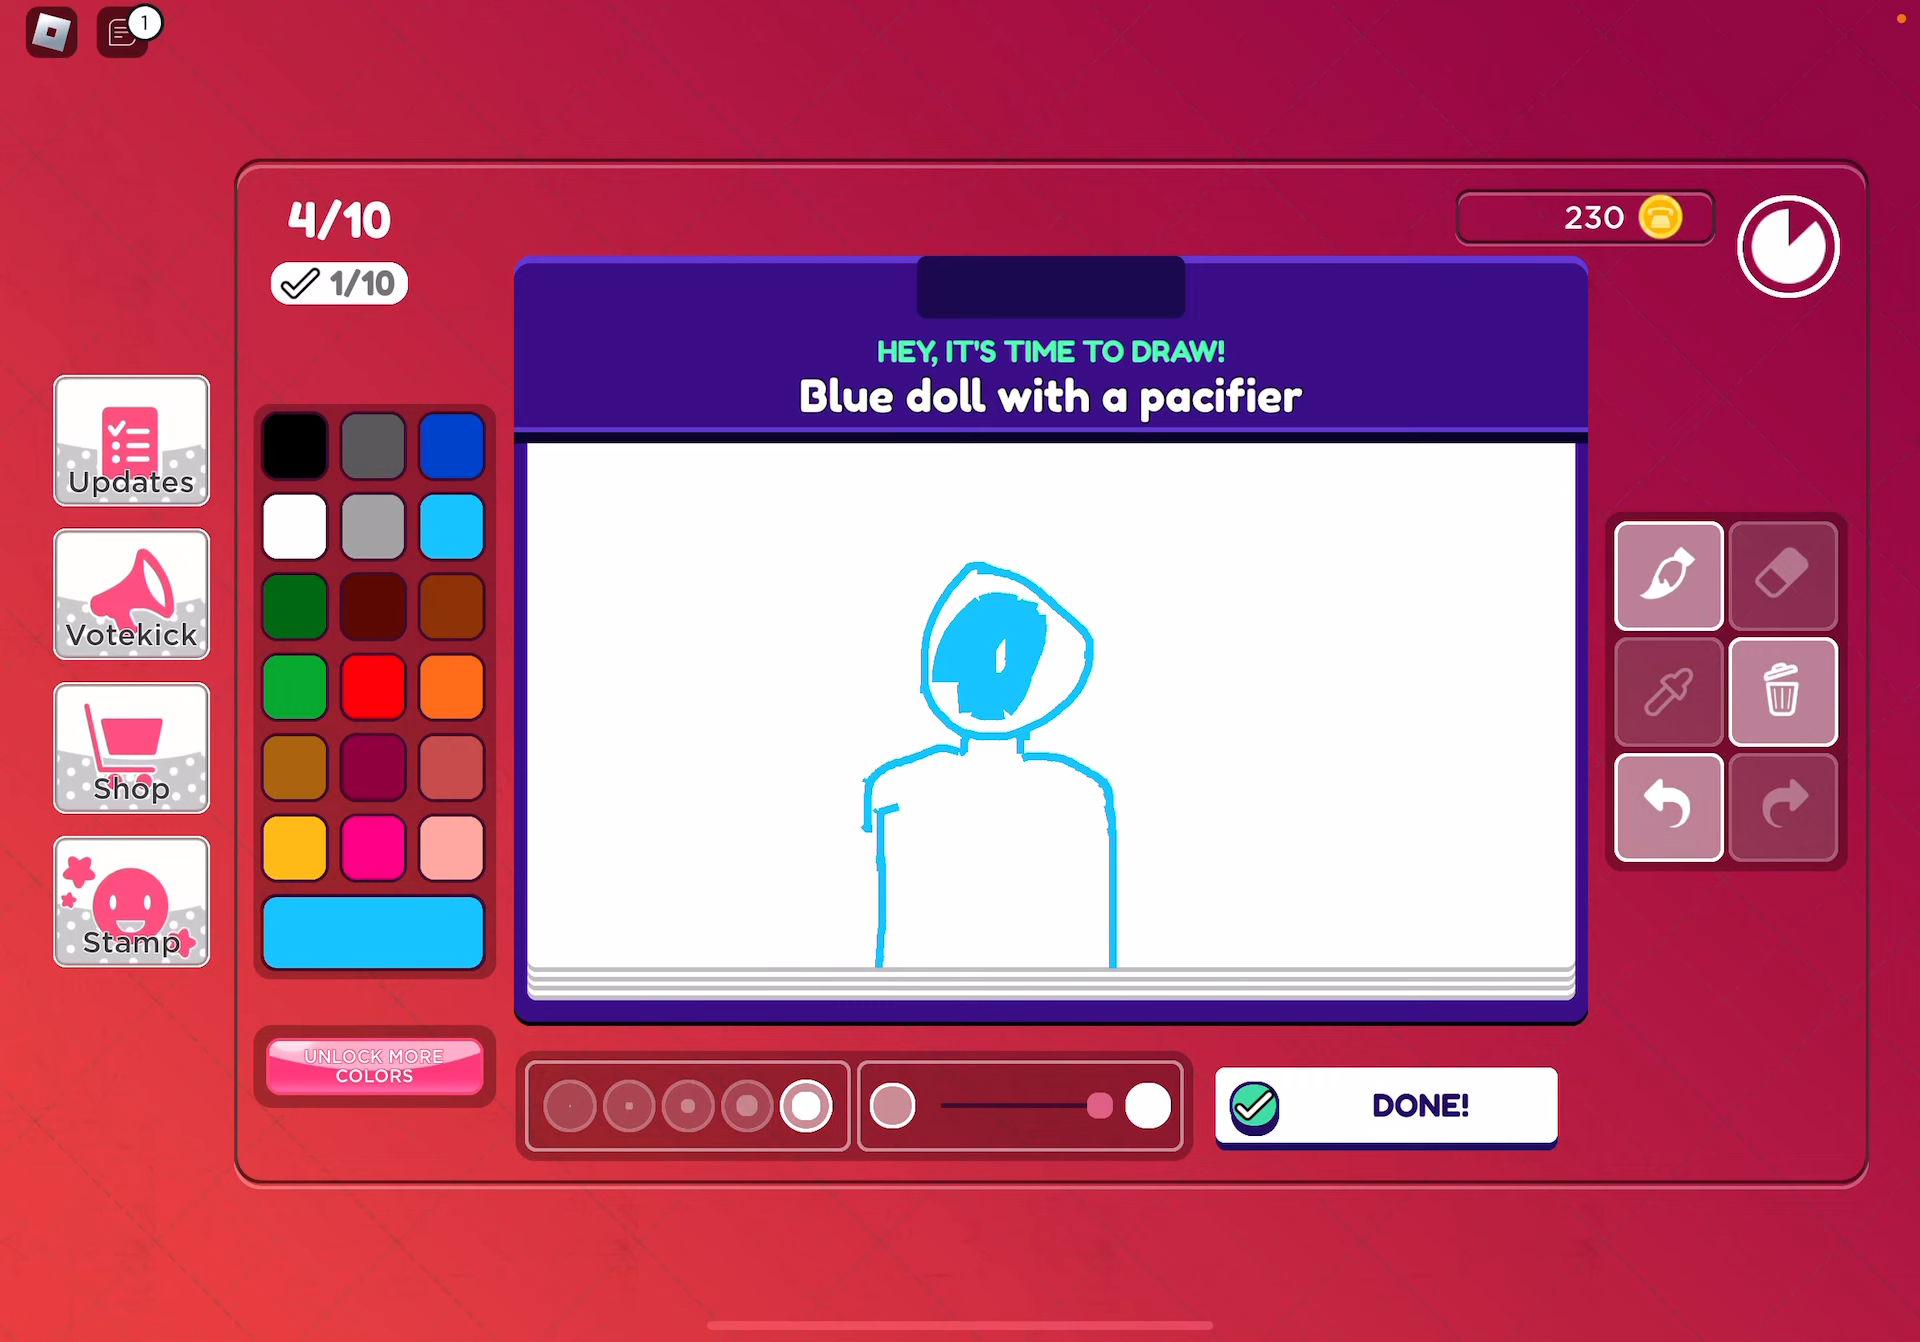 1
4/10
1/10
230
HEY, IT'S TIME TO DRAW!
Blue doll with a pacifier
Updates
Votekick
Shop
Stamp
UNLOCK MORE
COLORS
DONE!